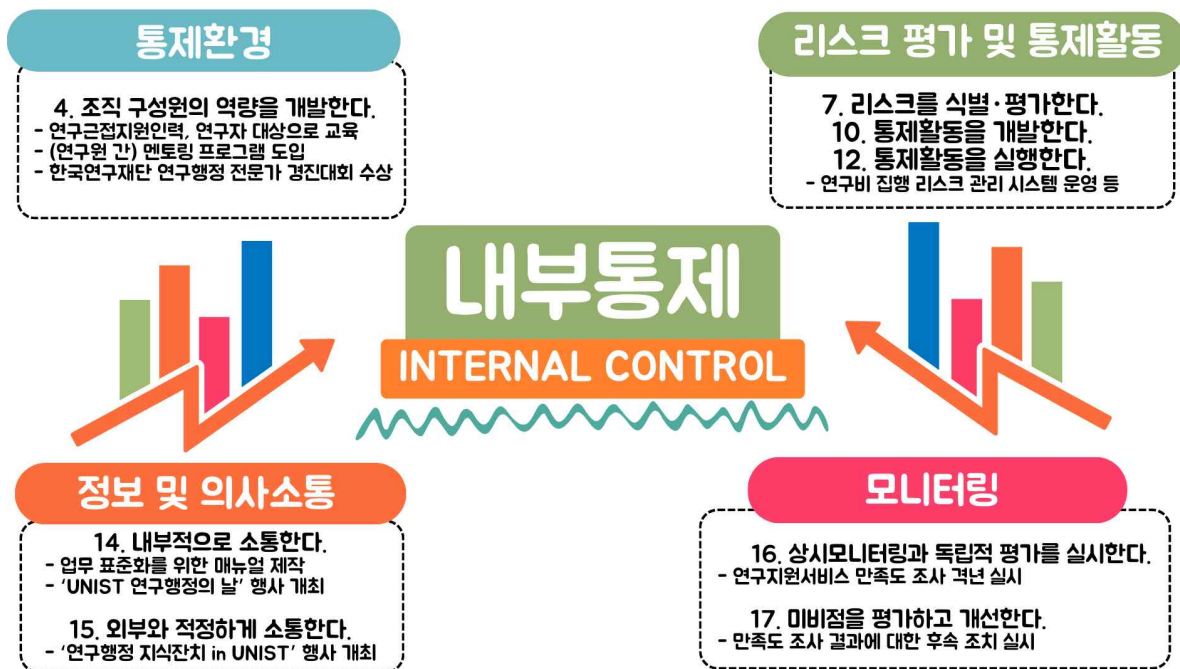 통제환경
4. 조직 구성원의 역량을 개발한다.
- 연구근접지원인력, 연구자 대상으로 교육
- (연구원 간) 멘토링 프로그램 도입
- 한국연구재단 연구행정 전문가 경진대회 수상
리스크 평가 및 통제활동
7. 리스크를 식별·평가한다.
10. 통제활동을 개발한다.
12. 통제활동을 실행한다.
- 연구비 집행 리스크 관리 시스템 운영 등
내부통제
INTERNAL CONTROL
정보 및 의사소통
14. 내부적으로 소통한다.
- 업무 표준화를 위한 매뉴얼 제작
- ‘UNIST 연구행정의 날’ 행사 개최
15. 외부와 적정하게 소통한다.
- ‘연구행정 지식잔치 in UNIST’ 행사 개최
모니터링
16. 상시모니터링과 독립적 평가를 실시한다.
- 연구지원서비스 만족도 조사 격년 실시
17. 미비점을 평가하고 개선한다.
- 만족도 조사 결과에 대한 후속 조치 실시